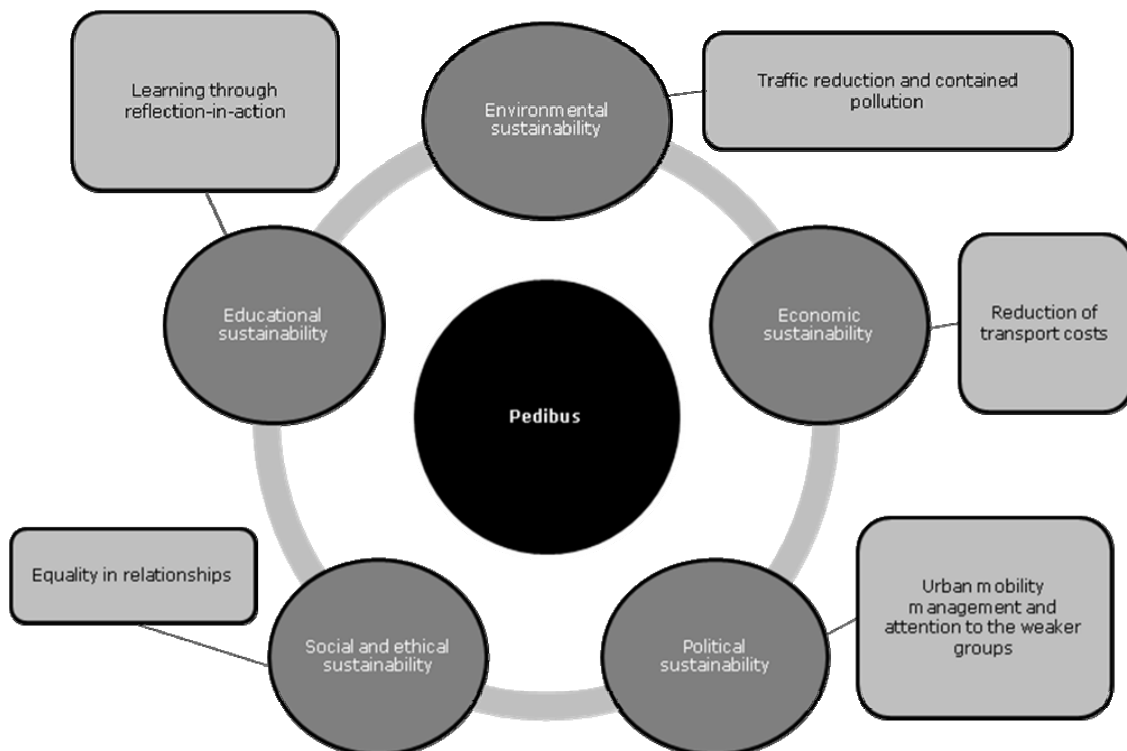 Learning through
reflection-in-action
Environmental
sustainability
Traffic reduction and contained
pollution
Educational
sustainability
Pedibus
Economic
sustainability
Reduction of
transport costs
Equality in relationships
Social and ethical
sustainability
Political
sustainability
Urban mobility
management and
attention to the weaker
groups